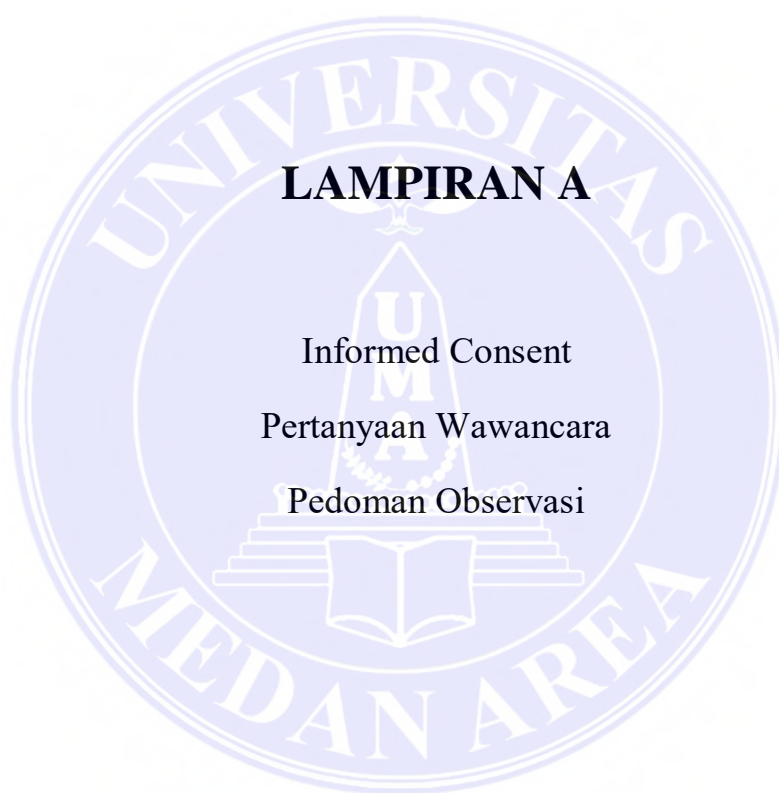 UNIVERSITAS
LAMPIRAN A
U
M
A
Informed Consent
Pertanyaan Wawancara
Pedoman Observasi
MEDAN AREA